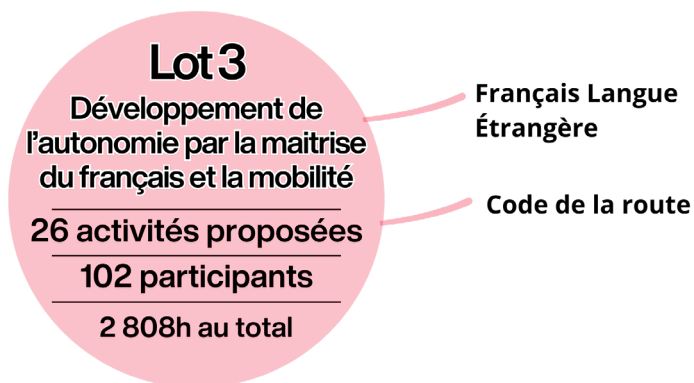 Lot 3
Développement de
l'autonomie par la maitrise
du français et la mobilité
26 activités proposées
102 participants
2 808h au total
Français Langue
Étrangère
Code de la route